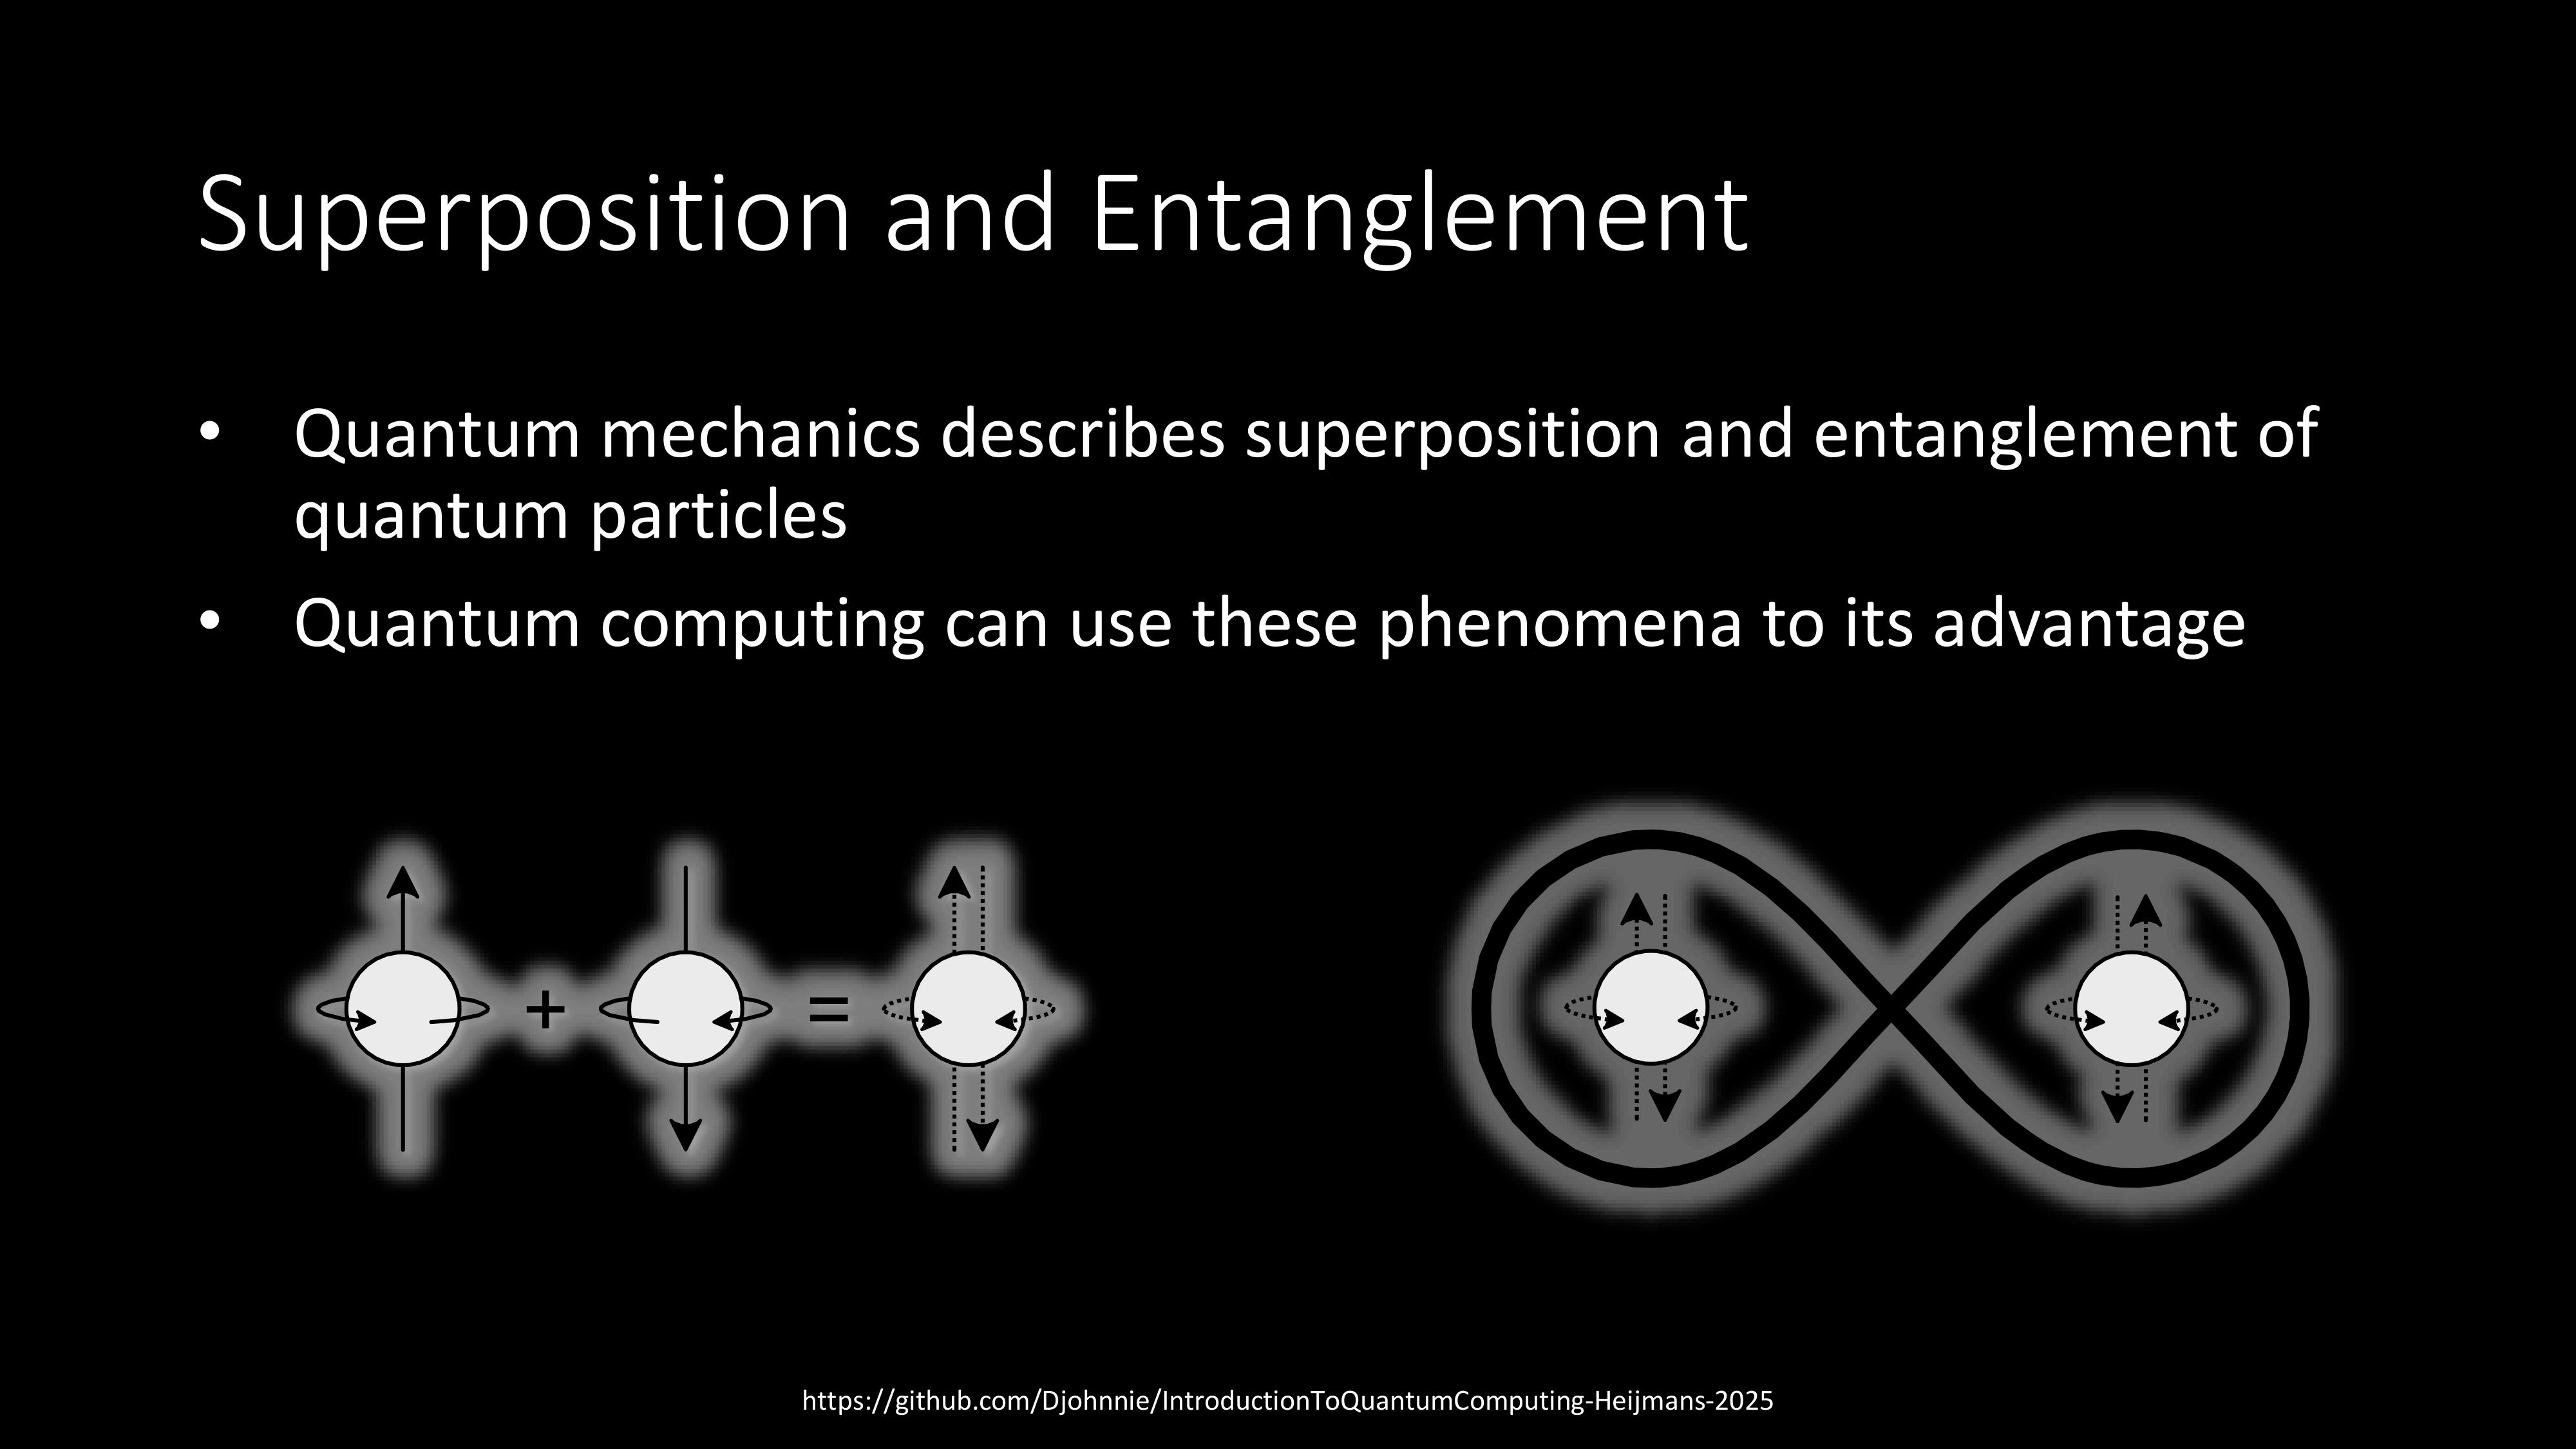 Superposition and Entanglement
• Quantum mechanics describes superposition and entanglement of
quantum particles
• Quantum computing can use these phenomena to its advantage
+ =
https://github.com/Djohnnie/IntroductionToQuantumComputing-Heijmans-2025